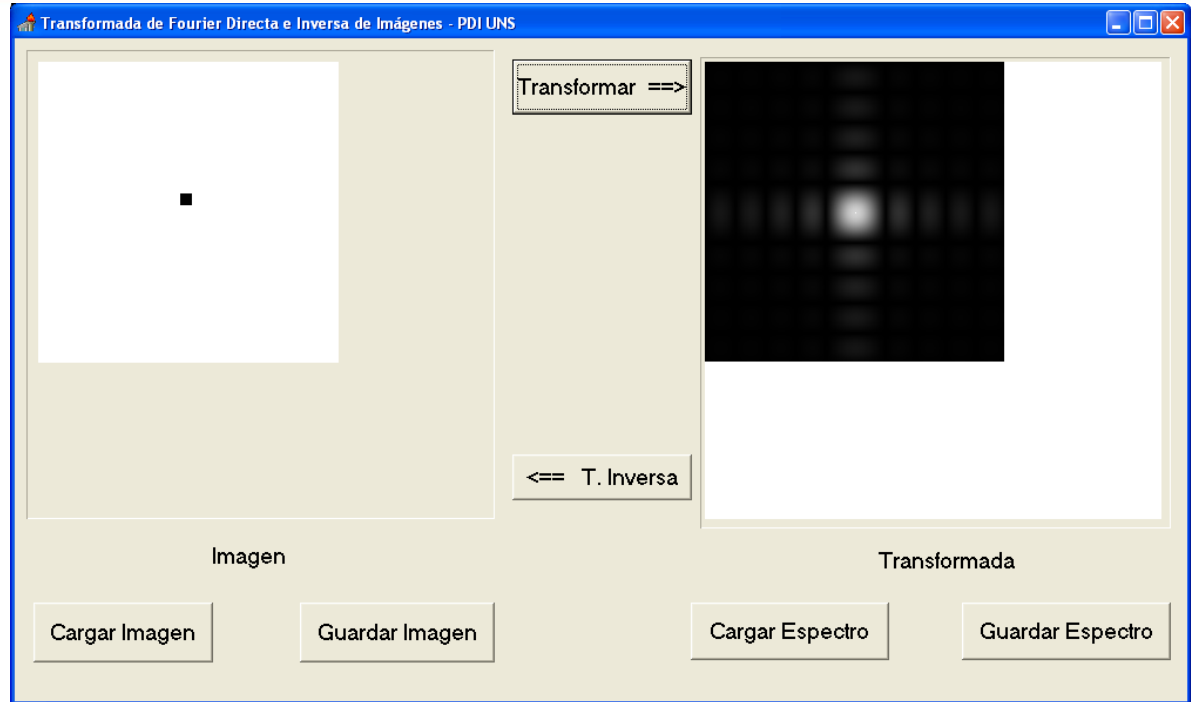 Transformada de Fourier Directa e Inversa de Imágenes - PDI UNS
Transformar ==>
<== T. Inversa
Imagen
Transformada
Cargar Imagen
Guardar Imagen
Cargar Espectro
Guardar Espectro